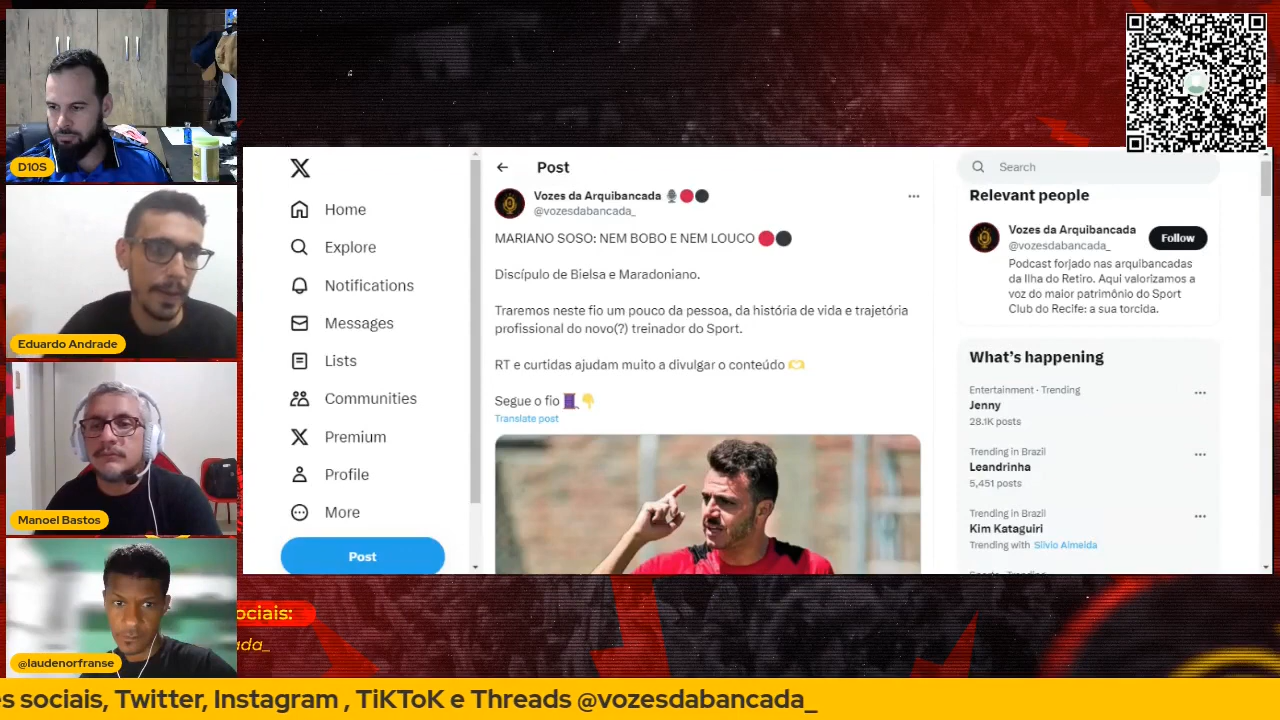 D10S
Eduardo Andrade
Manoel Bastos
@laudenorfranse
Home
Explore
Notifications
Messages
Lists
Communities
Premium
Profile
More
Post
Post
Vozes da Arquibancada 🎙️🔴⚫
@vozesdabancada_
MARIANO SOSO: NEM BOBO E NEM LOUCO 🔴⚫
Discípulo de Bielsa e Maradoniano.
Traremos neste fio um pouco da pessoa, da história de vida e trajetória
profissional do novo(?) treinador do Sport.
RT e curtidas ajudam muito a divulgar o conteúdo 🫶
Segue o fio 🧵👇
Translate post
Search
Relevant people
Vozes da Arquibancada
@vozesdabancada_
Follow
Podcast forjado nas arquibancadas
da Ilha do Retiro. Aqui valorizamos a
voz do maior patrimônio do Sport
Club do Recife: a sua torcida.
What's happening
Entertainment · Trending
Jenny
28.1K posts
Trending in Brazil
Leandrinha
5,451 posts
Trending in Brazil
Kim Kataguiri
Trending with Silvio Almeida
ociais:
ada_
s sociais, Twitter, Instagram , TiKToK e Threads @vozesdabancada_